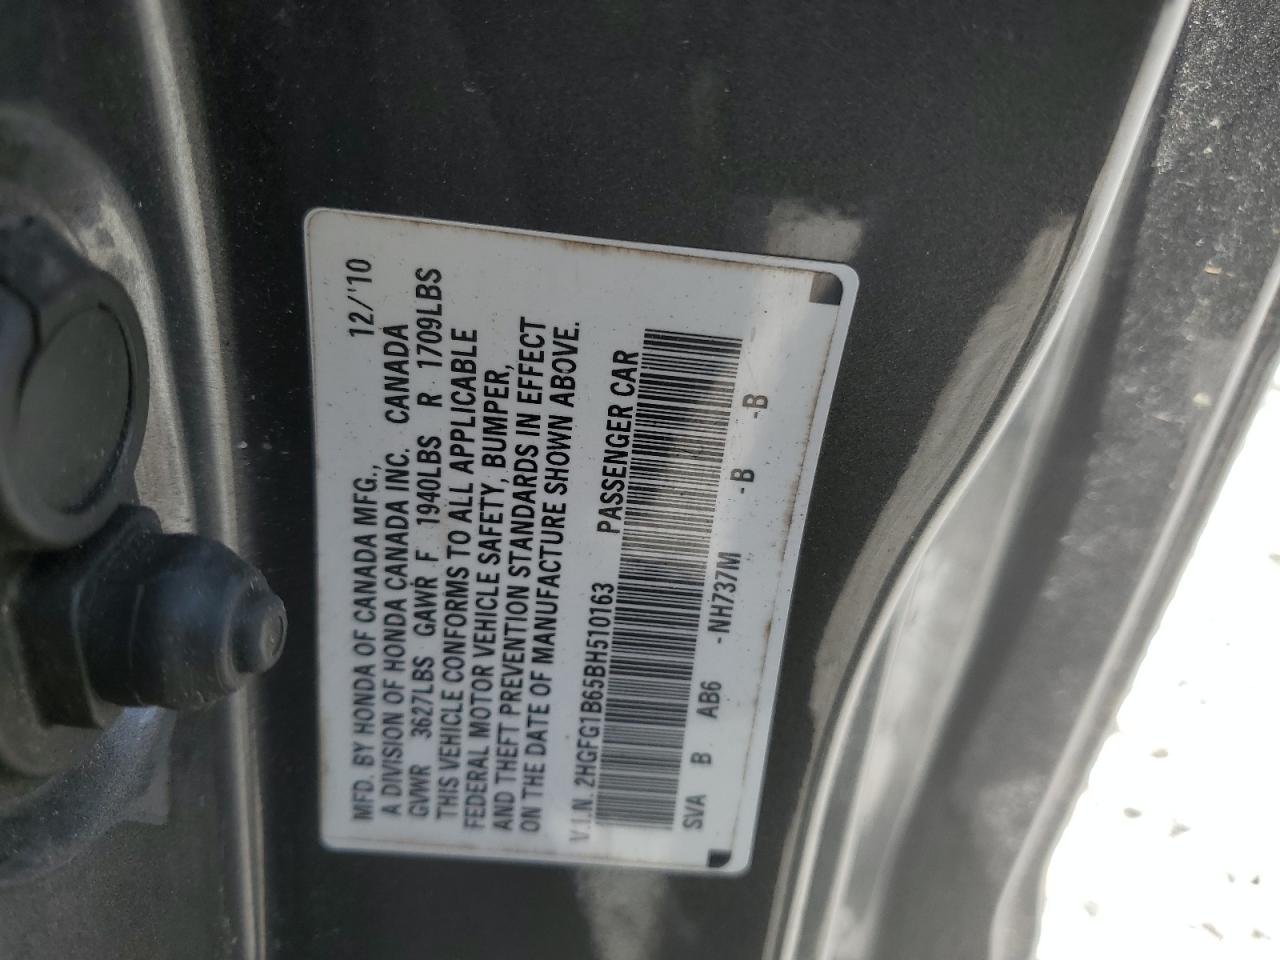 MFD. BY HONDA OF CANADA MFG., 12/'10
A DIVISION OF HONDA CANADA INC. CANADA
GVWR 3627LBS GAWR F 1940LBS R 1709LBS
THIS VEHICLE CONFORMS TO ALL APPLICABLE
FEDERAL MOTOR VEHICLE SAFETY, BUMPER,
AND THEFT PREVENTION STANDARDS IN EFFECT
ON THE DATE OF MANUFACTURE SHOWN ABOVE.
V.I.N. 2HGFG1B65BH510163 PASSENGER CAR
SVA B AB6 -NH737M -B -B